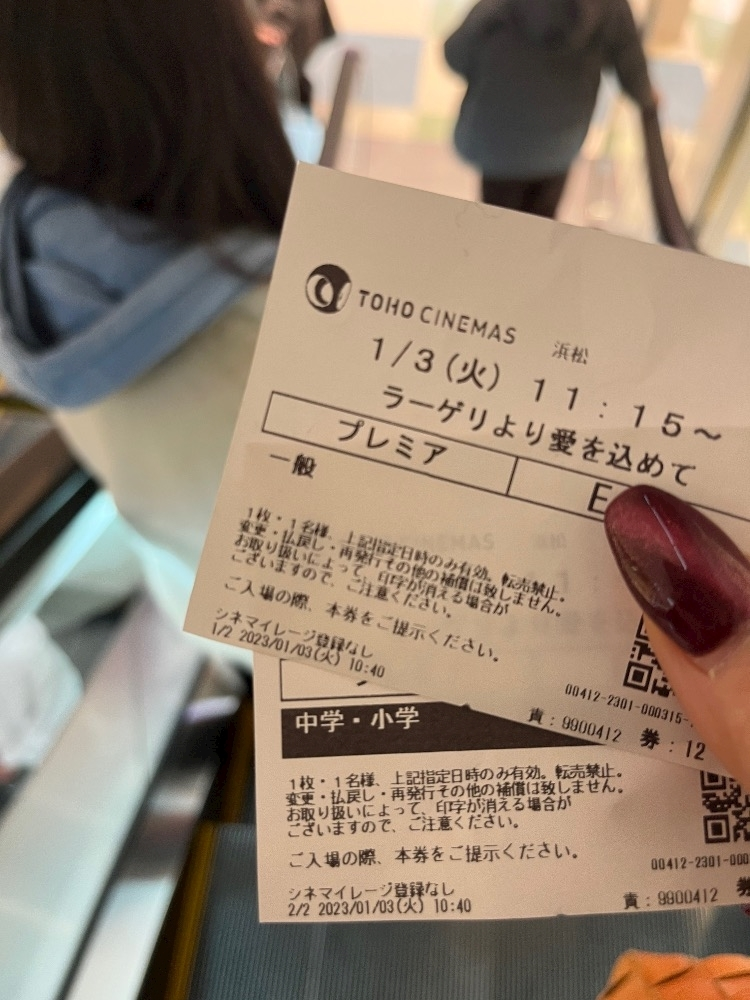 TOHO CINEMAS 浜松
1/3(火) 11:15~
ラーゲリより愛を込めて
プレミア E
一般
1枚・1名様、上記指定日時のみ有効。転売禁止。
変更・払戻し・再発行その他の補償は致しません。
お取り扱いによって、印字が消える場合が
ございますので、ご注意ください。
ご入場の際、本券をご提示ください。
シネマイレージ登録なし
1/2 2023/01/03(火) 10:40
00412-2301-000315-
責:9900412 券:12
中学・小学
1枚・1名様、上記指定日時のみ有効。転売禁止。
変更・払戻し・再発行その他の補償は致しません。
お取り扱いによって、印字が消える場合が
ございますので、ご注意ください。
ご入場の際、本券をご提示ください。
シネマイレージ登録なし
2/2 2023/01/03(火) 10:40
00412-2301-000
責:9900412 券